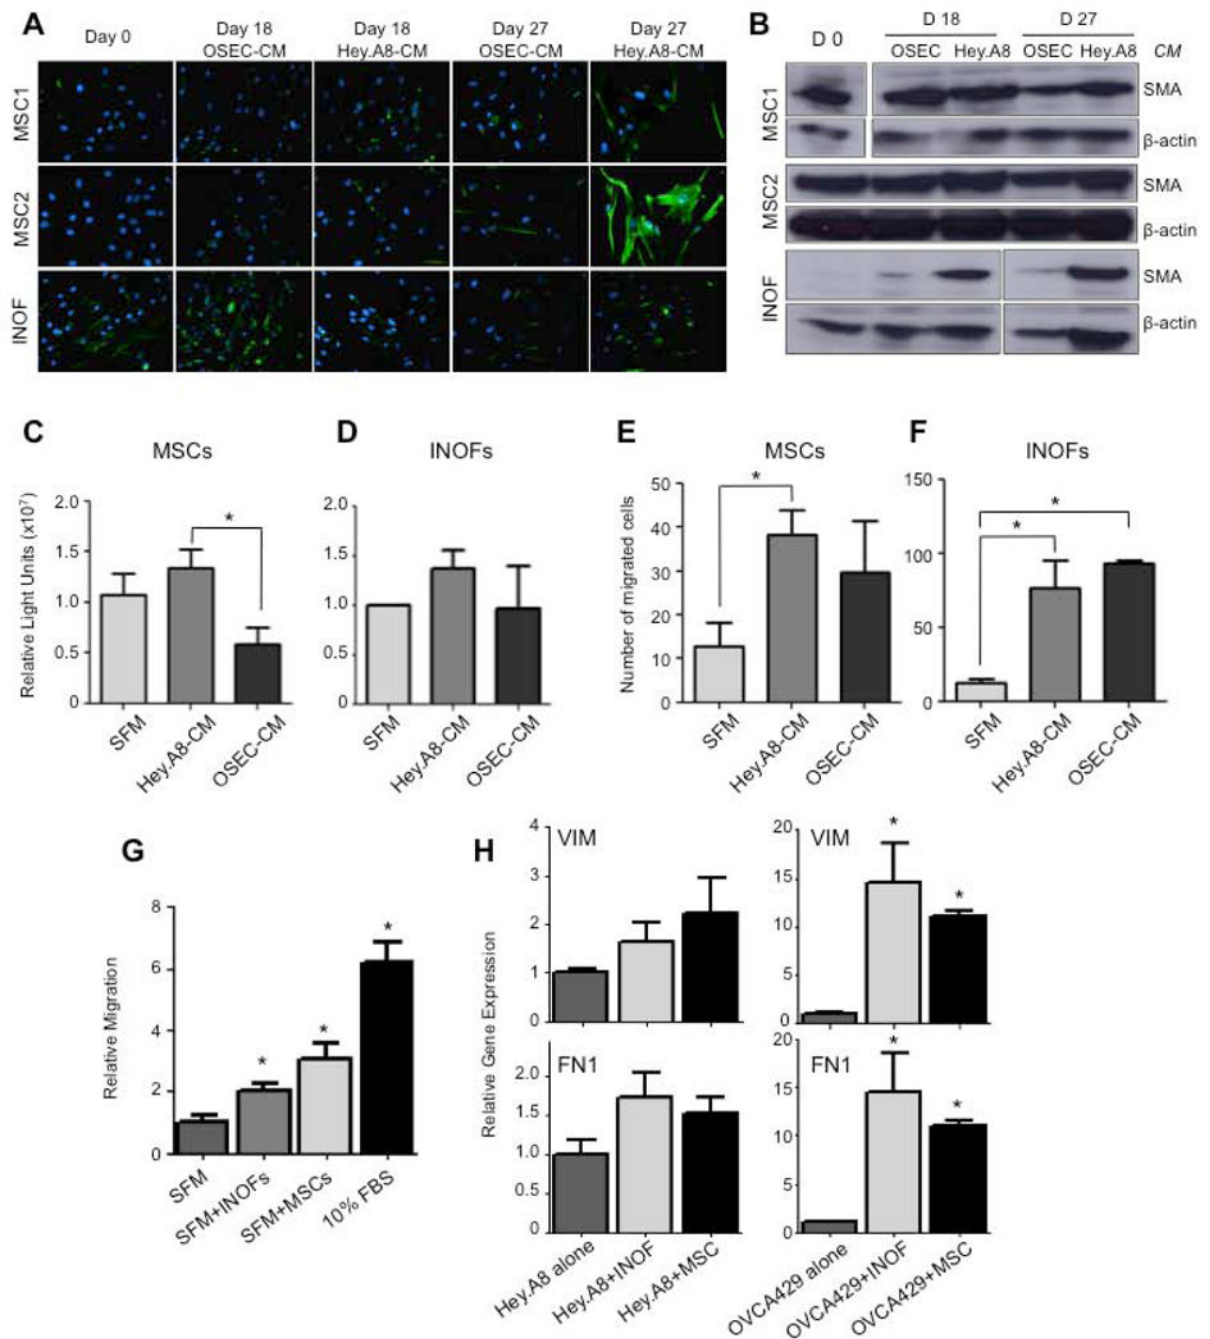 A
Day 0
Day 18
OSEC-CM
Day 18
Hey.A8-CM
Day 27
OSEC-CM
Day 27
Hey.A8-CM
MSC1
MSC2
INOF
B
D 0
D 18
D 27
OSEC Hey.A8 OSEC Hey.A8 CM
MSC1
SMA
β-actin
MSC2
SMA
β-actin
INOF
SMA
β-actin
C
MSCs
Relative Light Units (x10⁷)
2.0
1.5
1.0
0.5
0
*
SFM
Hey.A8-CM
OSEC-CM
D
INOFs
2.0
1.5
1.0
0.5
0
SFM
Hey.A8-CM
OSEC-CM
E
MSCs
Number of migrated cells
50
40
30
20
10
0
*
SFM
Hey.A8-CM
OSEC-CM
F
INOFs
150
100
50
0
*
*
SFM
Hey.A8-CM
OSEC-CM
G
Relative Migration
8
6
4
2
0
*
*
*
SFM
SFM+INOFs
SFM+MSCs
10% FBS
H
Relative Gene Expression
VIM
4
3
2
1
0
VIM
20
15
10
5
0
*
*
FN1
2.0
1.5
1.0
0.5
0
Hey.A8 alone
Hey.A8+INOF
Hey.A8+MSC
FN1
20
15
10
5
0
*
*
OVCA429 alone
OVCA429+INOF
OVCA429+MSC